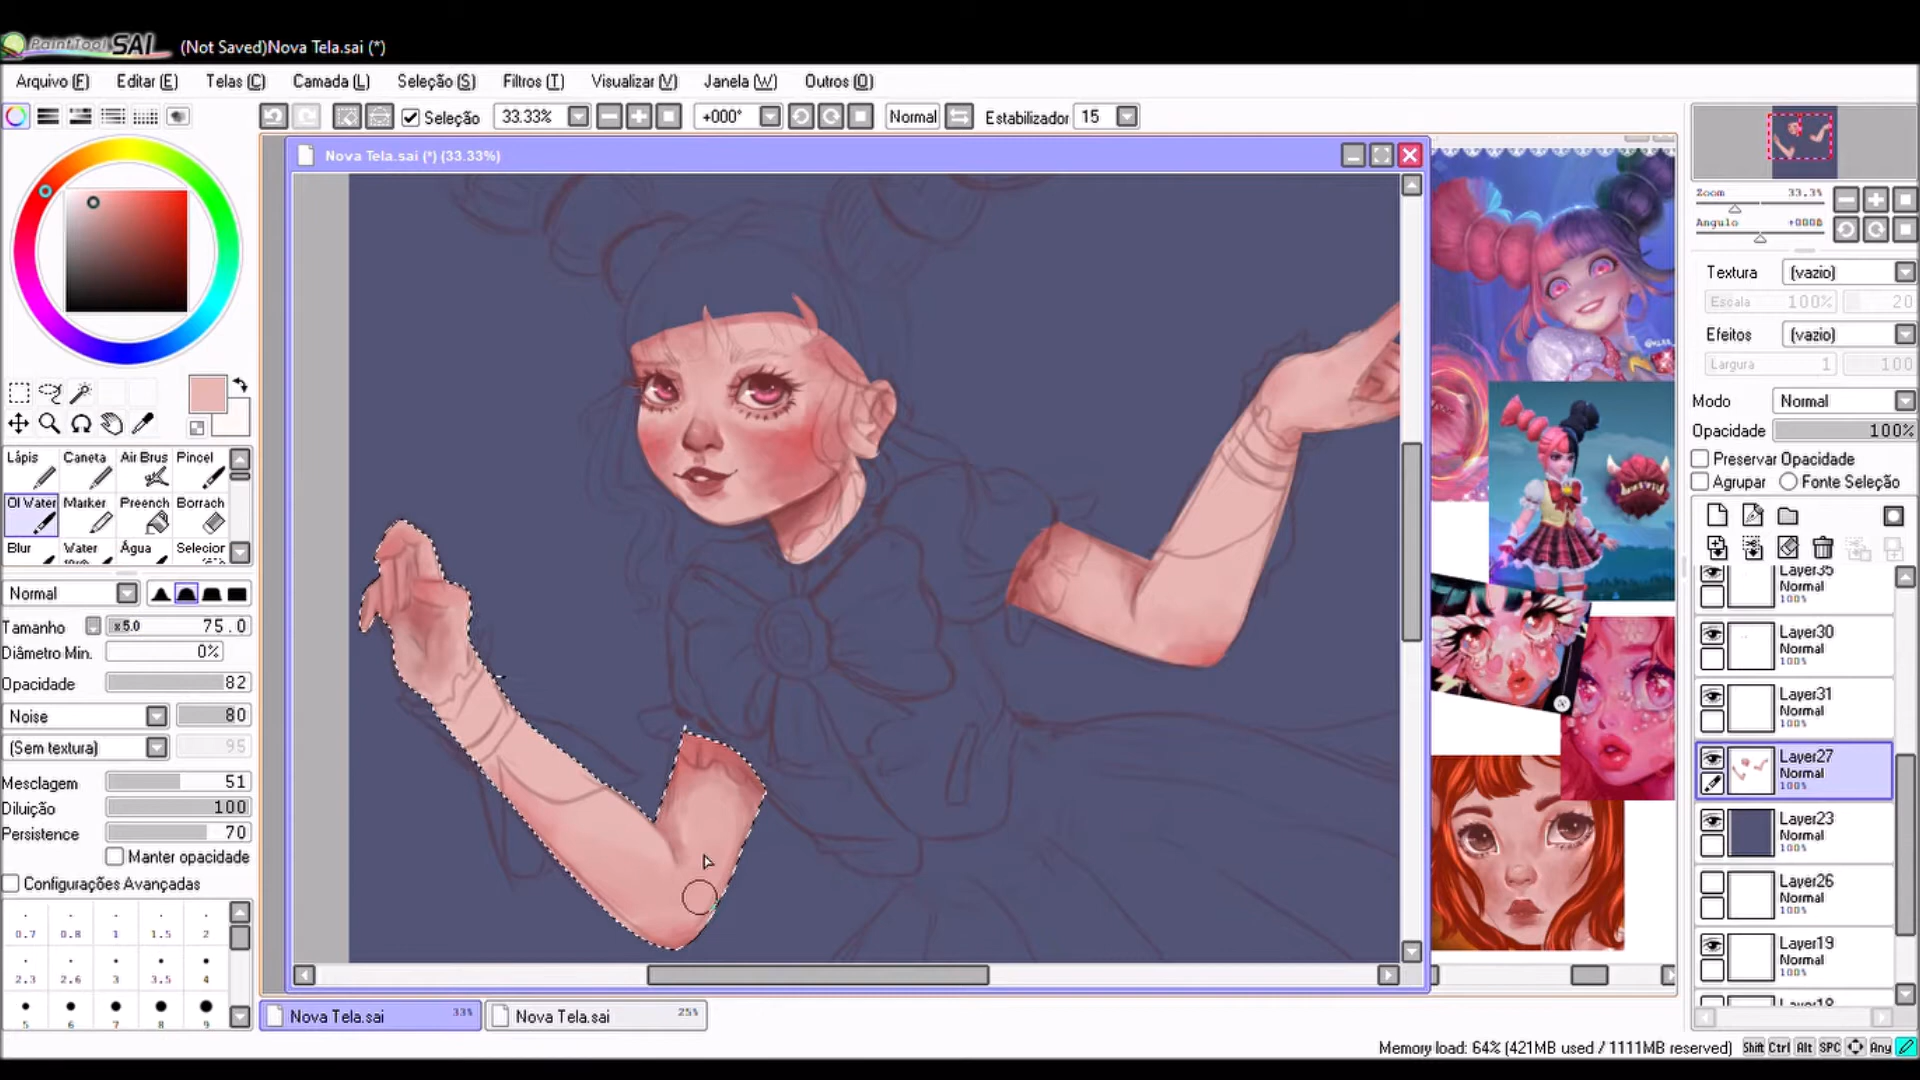 PaintTool SAI (Not Saved)Nova Tela.sai (*)
Arquivo (F) Editar (E) Telas (C) Camada (L) Seleção (S) Filtros (T) Visualizar (V) Janela (W) Outros (O)
Seleção 33.33% +000° Normal Estabilizador 15
Nova Tela.sai (*) (33.33%)
Zoom 33.3%
Angulo +000B
Textura (vazio)
Escala 100% 20
Efeitos (vazio)
Largura 1 100
Modo Normal
Opacidade 100%
Preservar Opacidade
Agrupar Fonte Seleção
Lápis Caneta Air Brus Pincel
Ol Water Marker Preench Borrach
Blur Water Água Selecior
Normal
Tamanho x5.0 75.0
Diâmetro Min. 0%
Opacidade 82
Noise 80
(Sem textura) 95
Mesclagem 51
Diluição 100
Persistence 70
Manter opacidade
Configurações Avançadas
0.7 0.8 1 1.5 2
2.3 2.6 3 3.5 4
5 6 7 8 9
Layer35
100%
Layer30
Normal
100%
Layer31
Normal
100%
Layer27
Normal
100%
Layer23
Normal
100%
Layer26
Normal
100%
Layer19
Normal
100%
Layer18
Nova Tela.sai 33% Nova Tela.sai 25%
Memory load: 64% (421MB used / 1111MB reserved) Shift Ctrl Alt SPC Any